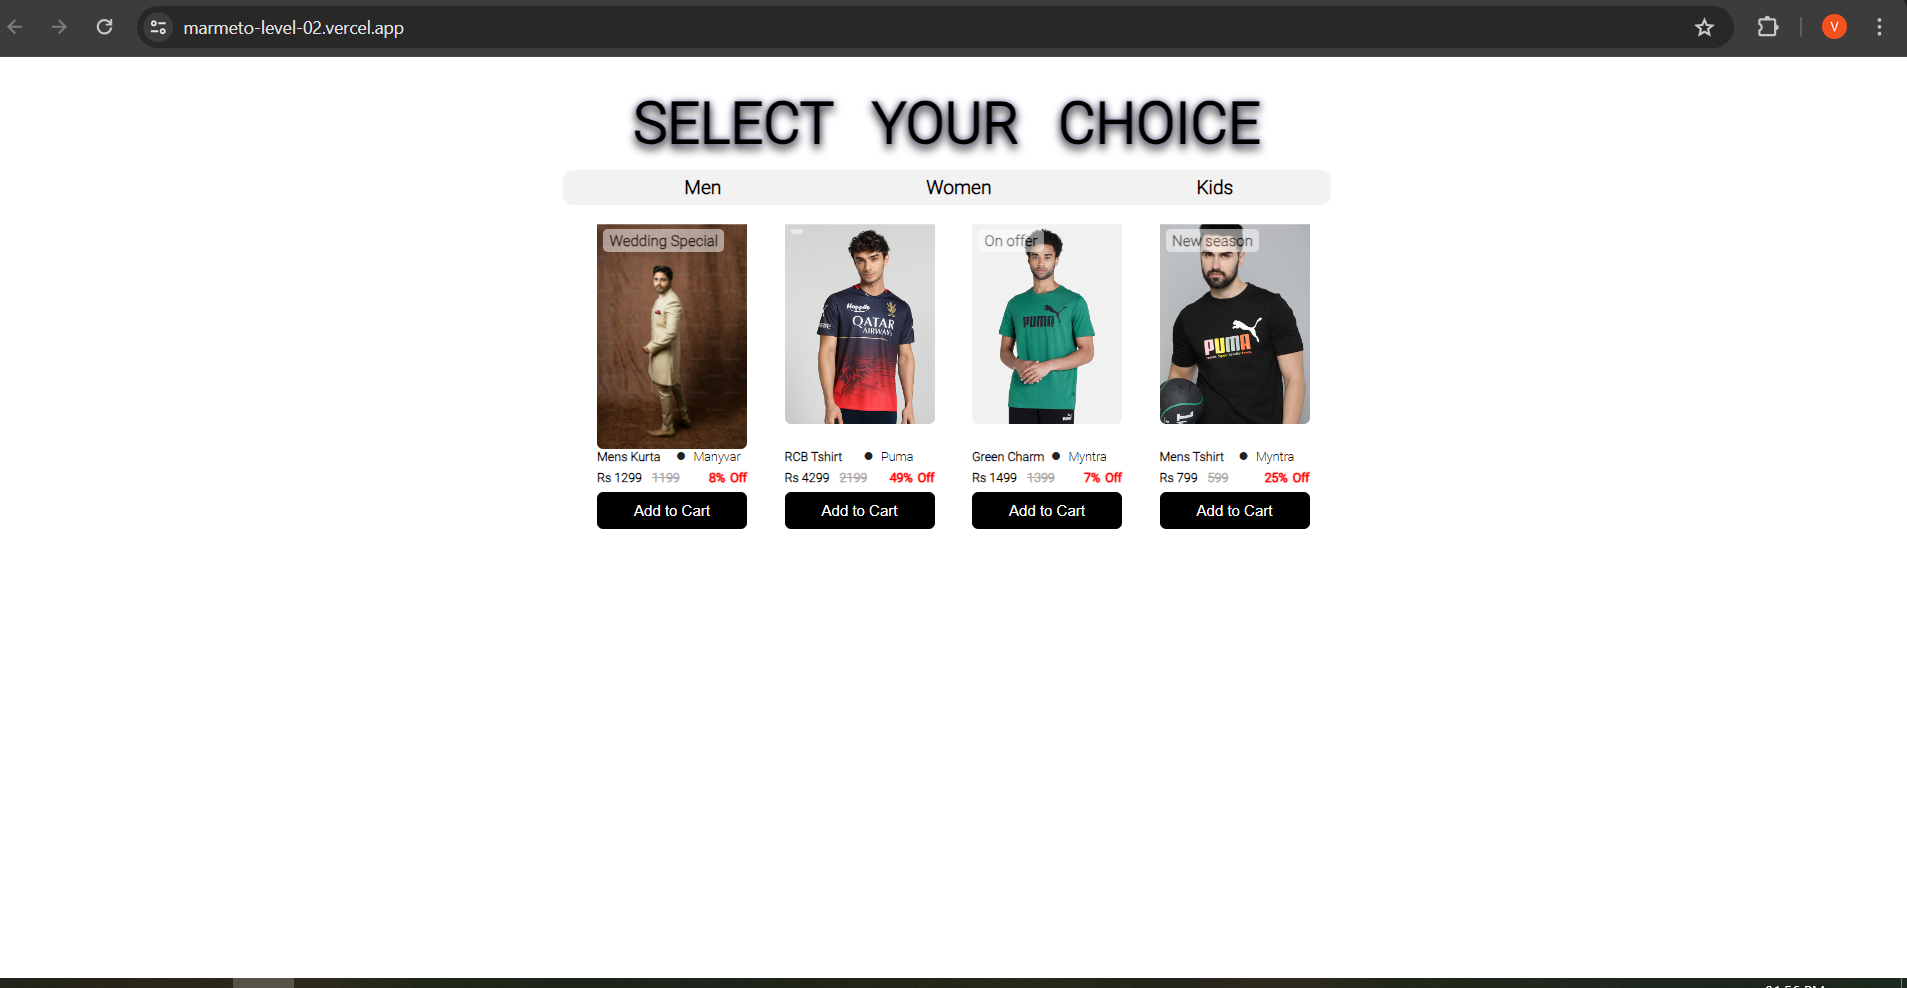 marmeto-level-02.vercel.app
V
SELECT YOUR CHOICE
Men Women Kids
Wedding Special
On offer
New season
QATAR
AIRWAYS
PUMA
PUMA
Mens Kurta ● Manyvar
Rs 1299 1199 8% Off
Add to Cart
RCB Tshirt ● Puma
Rs 4299 2199 49% Off
Add to Cart
Green Charm ● Myntra
Rs 1499 1399 7% Off
Add to Cart
Mens Tshirt ● Myntra
Rs 799 599 25% Off
Add to Cart